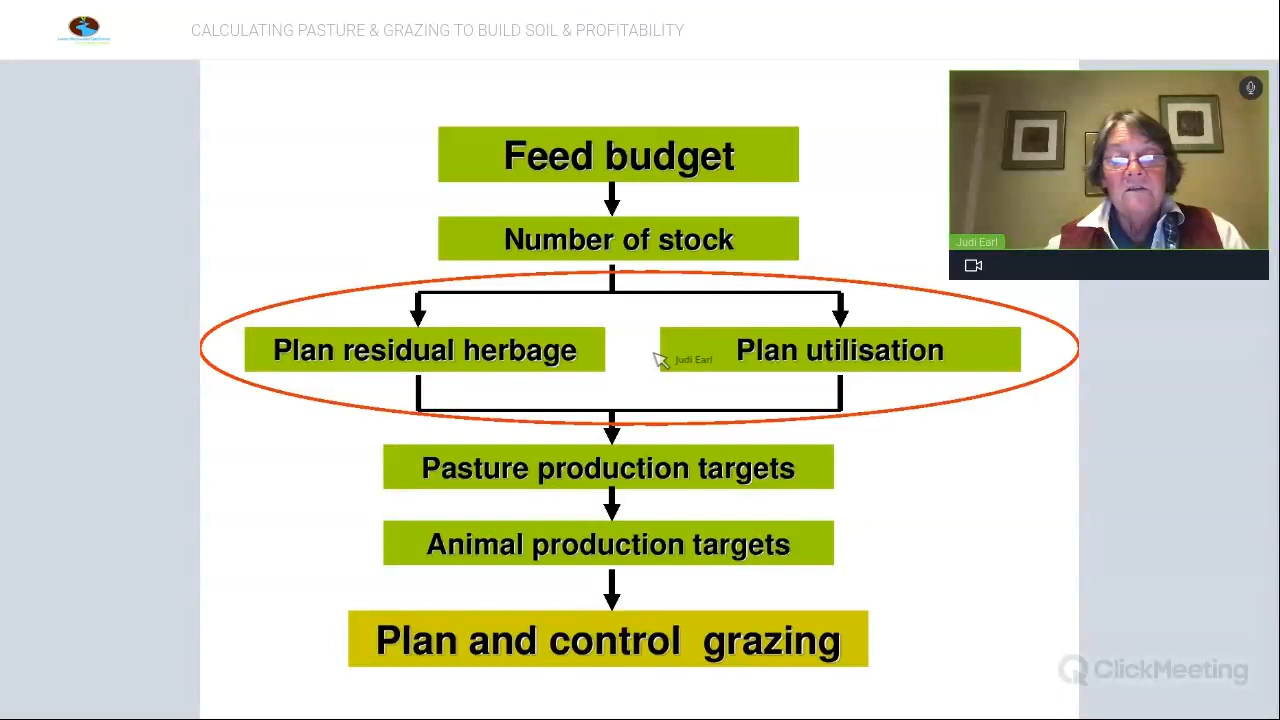 CALCULATING PASTURE & GRAZING TO BUILD SOIL & PROFITABILITY
Feed budget
Number of stock
Judi Earl
Plan residual herbage
Judi Earl
Plan utilisation
Pasture production targets
Animal production targets
Plan and control grazing
ClickMeeting